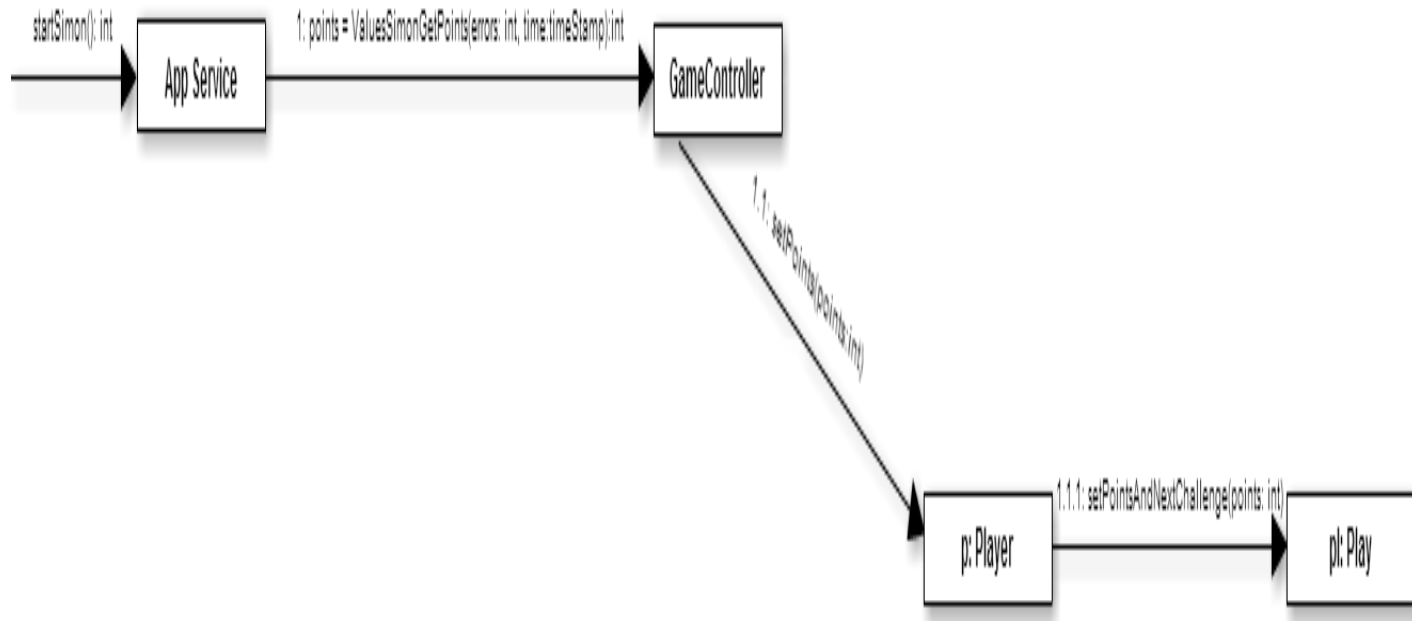 startSimon(): int
1: points = ValuesSimonGetPoints(errors: int, time:timeStamp):int
App Service
GameController
1.1: setPoints(points:int)
1.1.1: setPointsAndNextChallenge(points: int)
p: Player
pl: Play